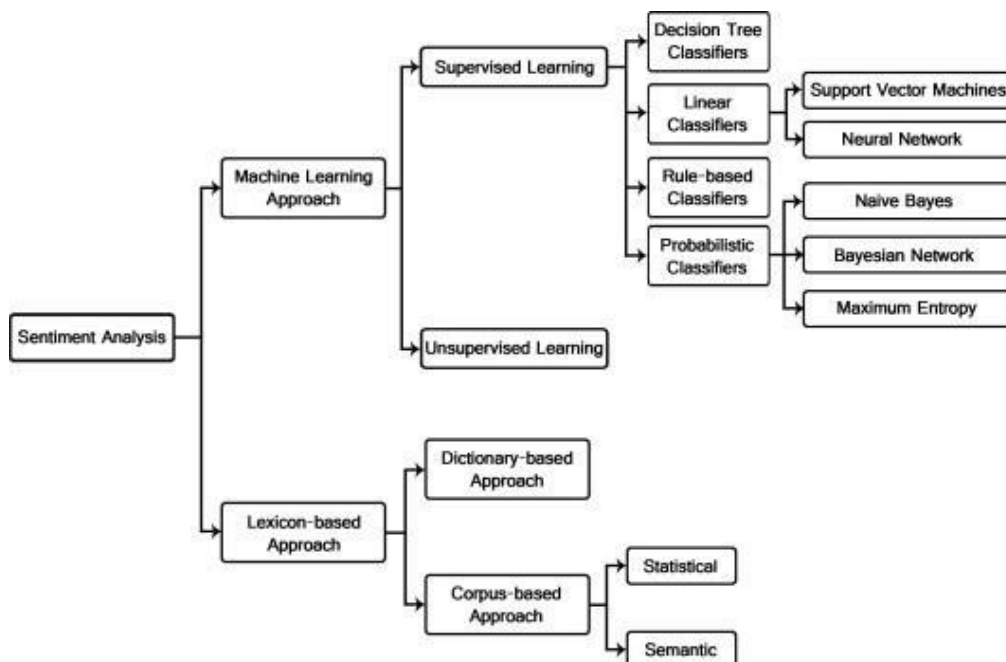 Decision Tree
Classifiers
Supervised Learning
Linear
Classifiers
Support Vector Machines
Neural Network
Machine Learning
Approach
Rule-based
Classifiers
Naive Bayes
Probabilistic
Classifiers
Bayesian Network
Maximum Entropy
Sentiment Analysis
Unsupervised Learning
Dictionary-based
Approach
Lexicon-based
Approach
Corpus-based
Approach
Statistical
Semantic